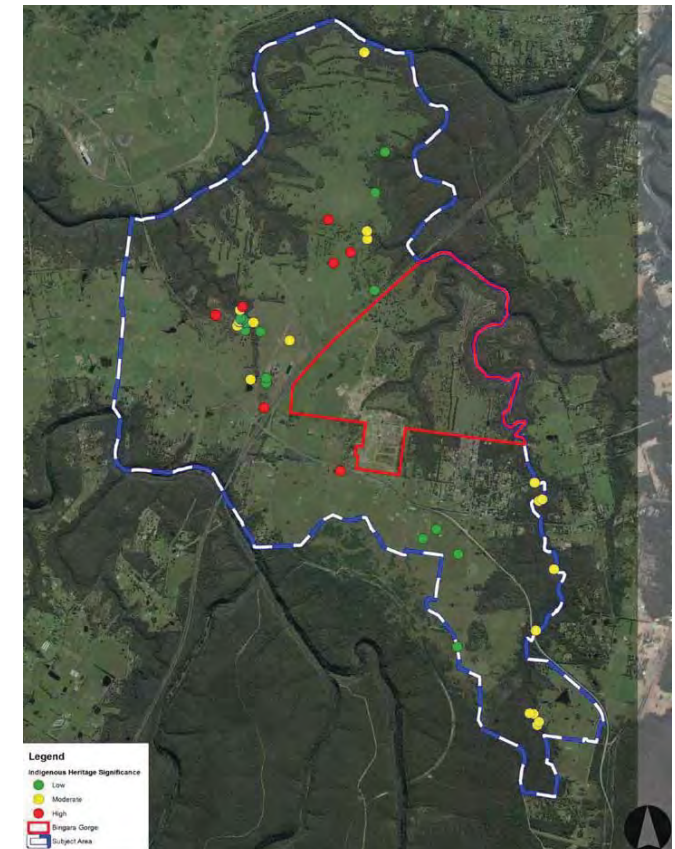 Legend
Indigenous Heritage Significance
Low
Moderate
High
Bingara Gorge
Subject Area